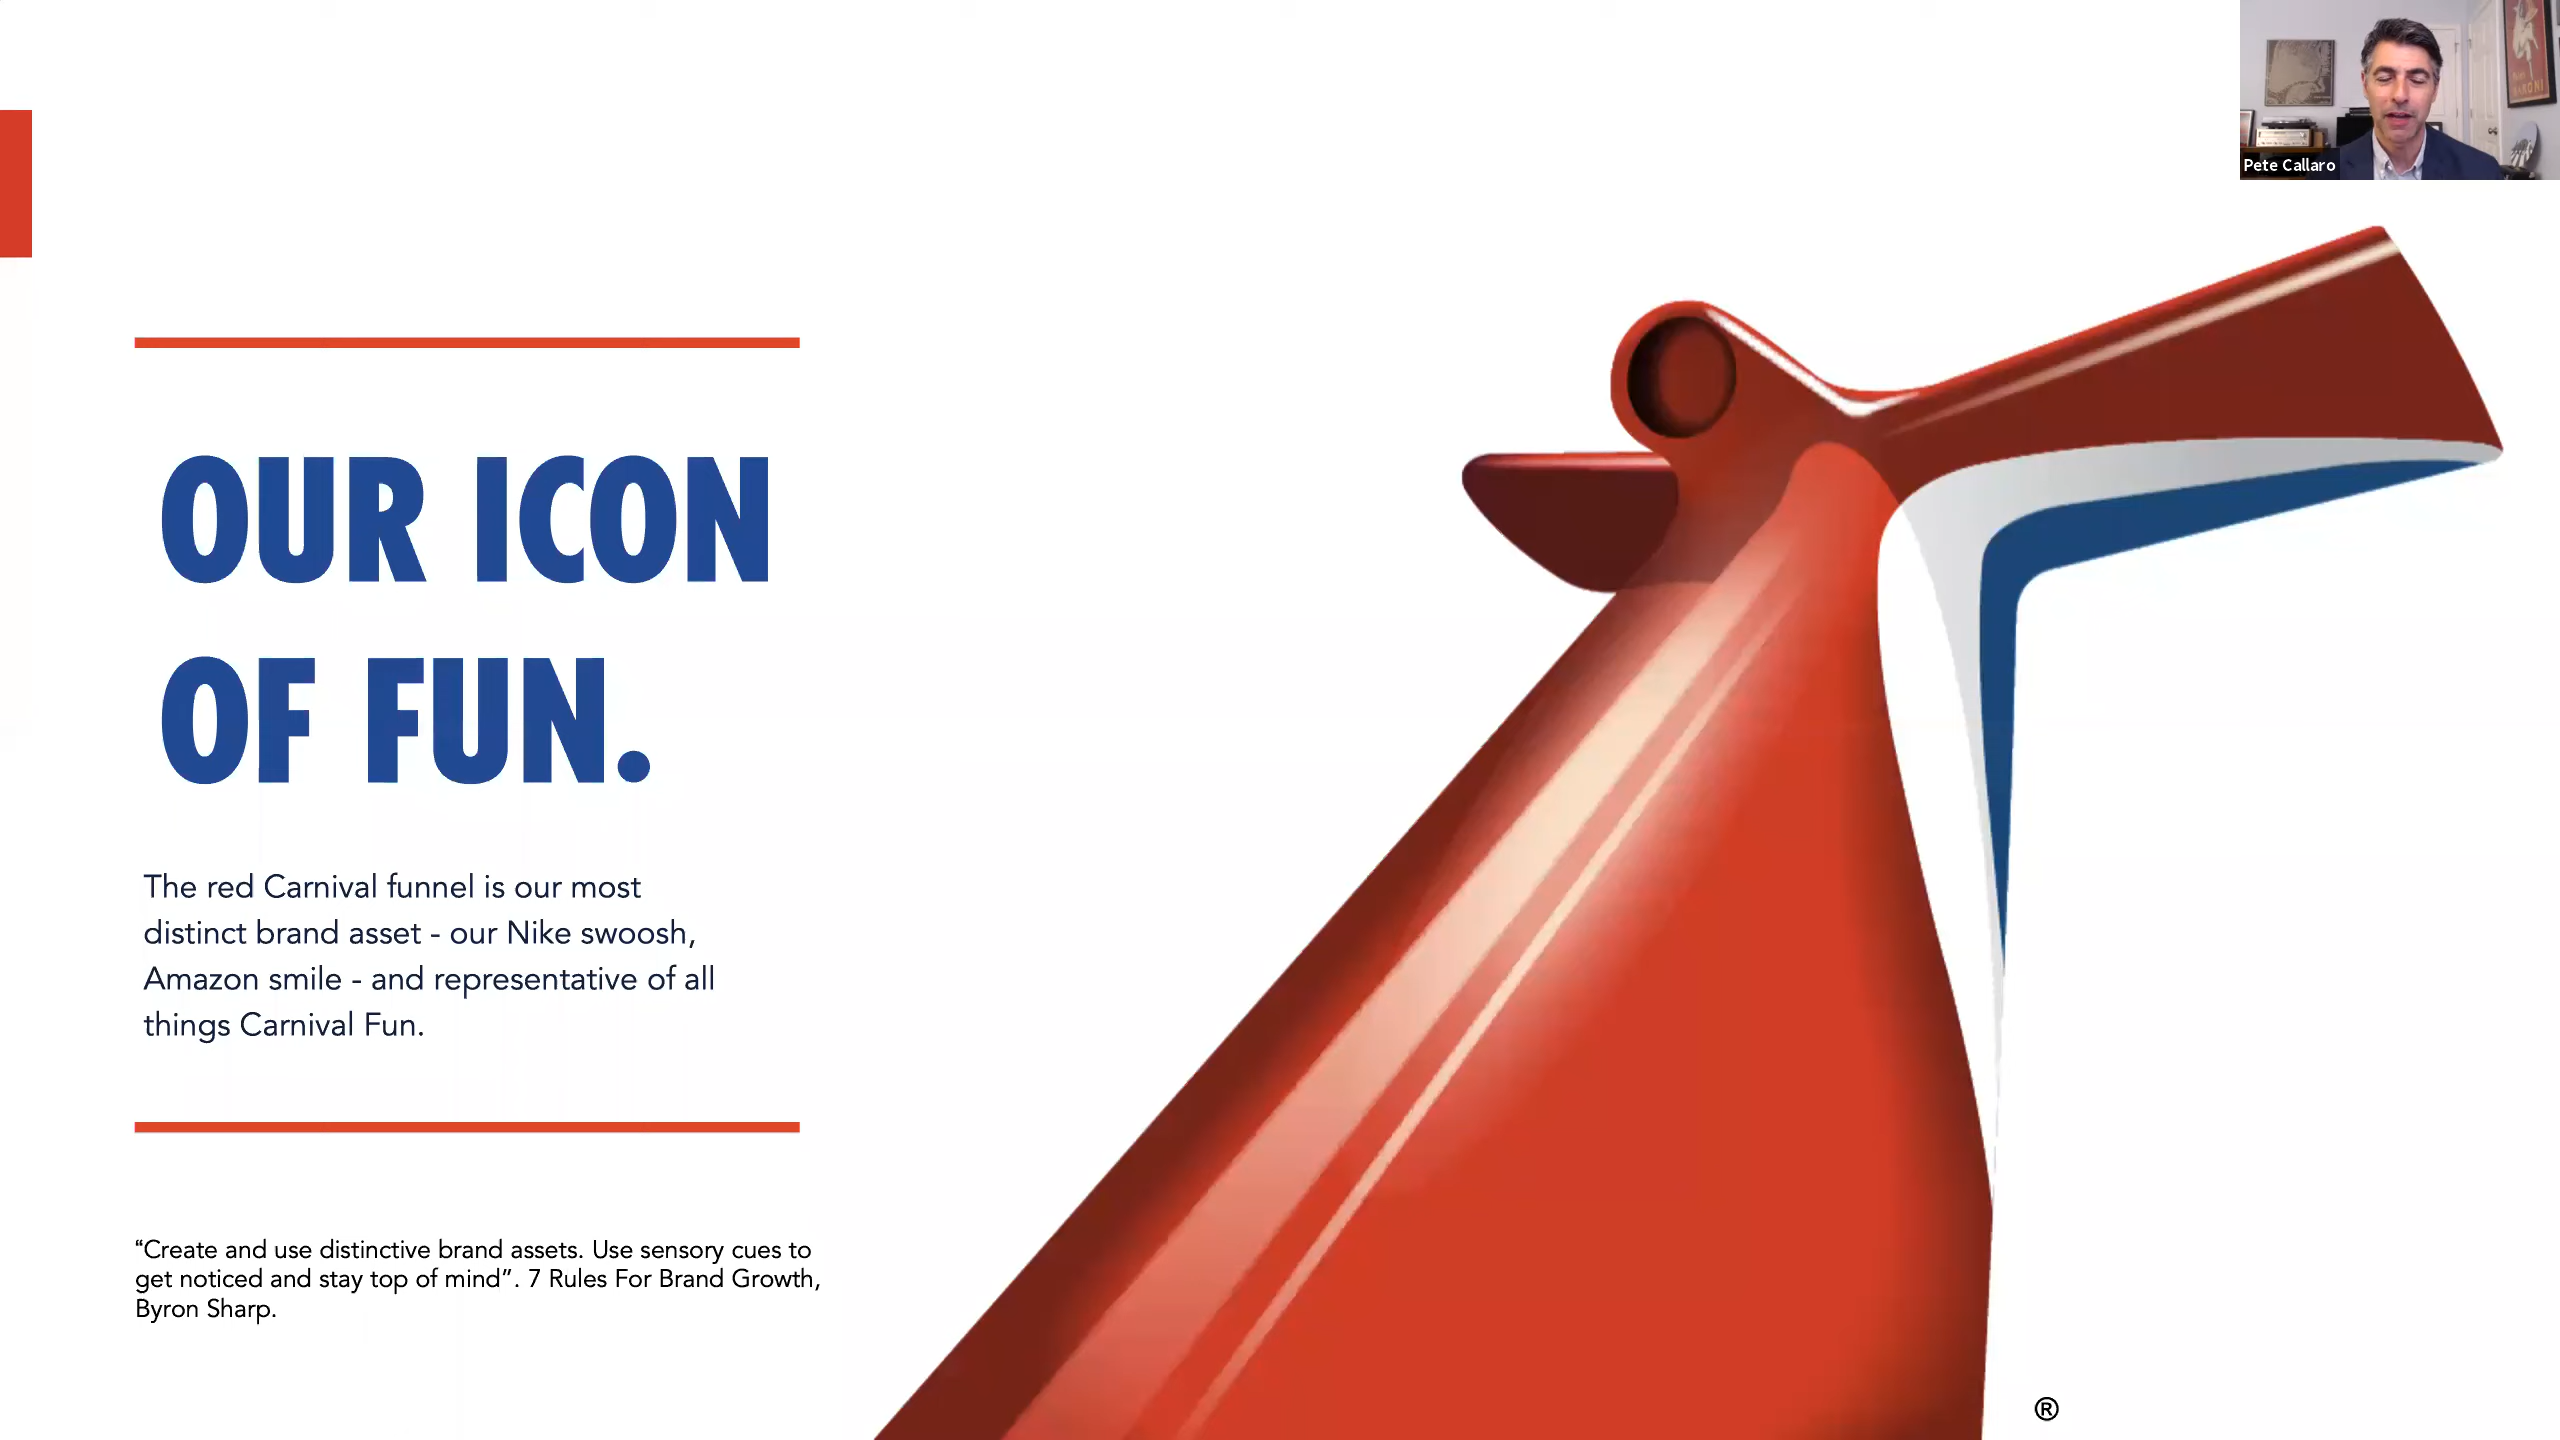 Pete Callaro
OUR ICON
OF FUN.
The red Carnival funnel is our most
distinct brand asset - our Nike swoosh,
Amazon smile - and representative of all
things Carnival Fun.
“Create and use distinctive brand assets. Use sensory cues to
get noticed and stay top of mind”. 7 Rules For Brand Growth,
Byron Sharp.
®